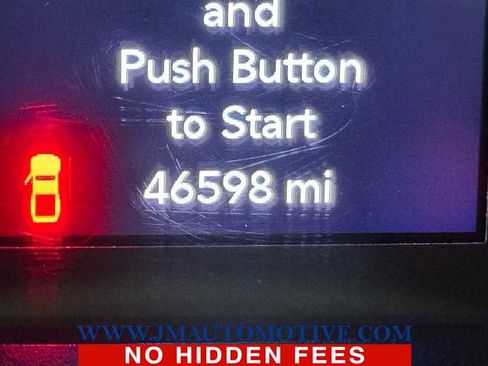 and
Push Button
to Start
46598 mi
WWW.JMAUTOMOTIVE.COM
NO HIDDEN FEES